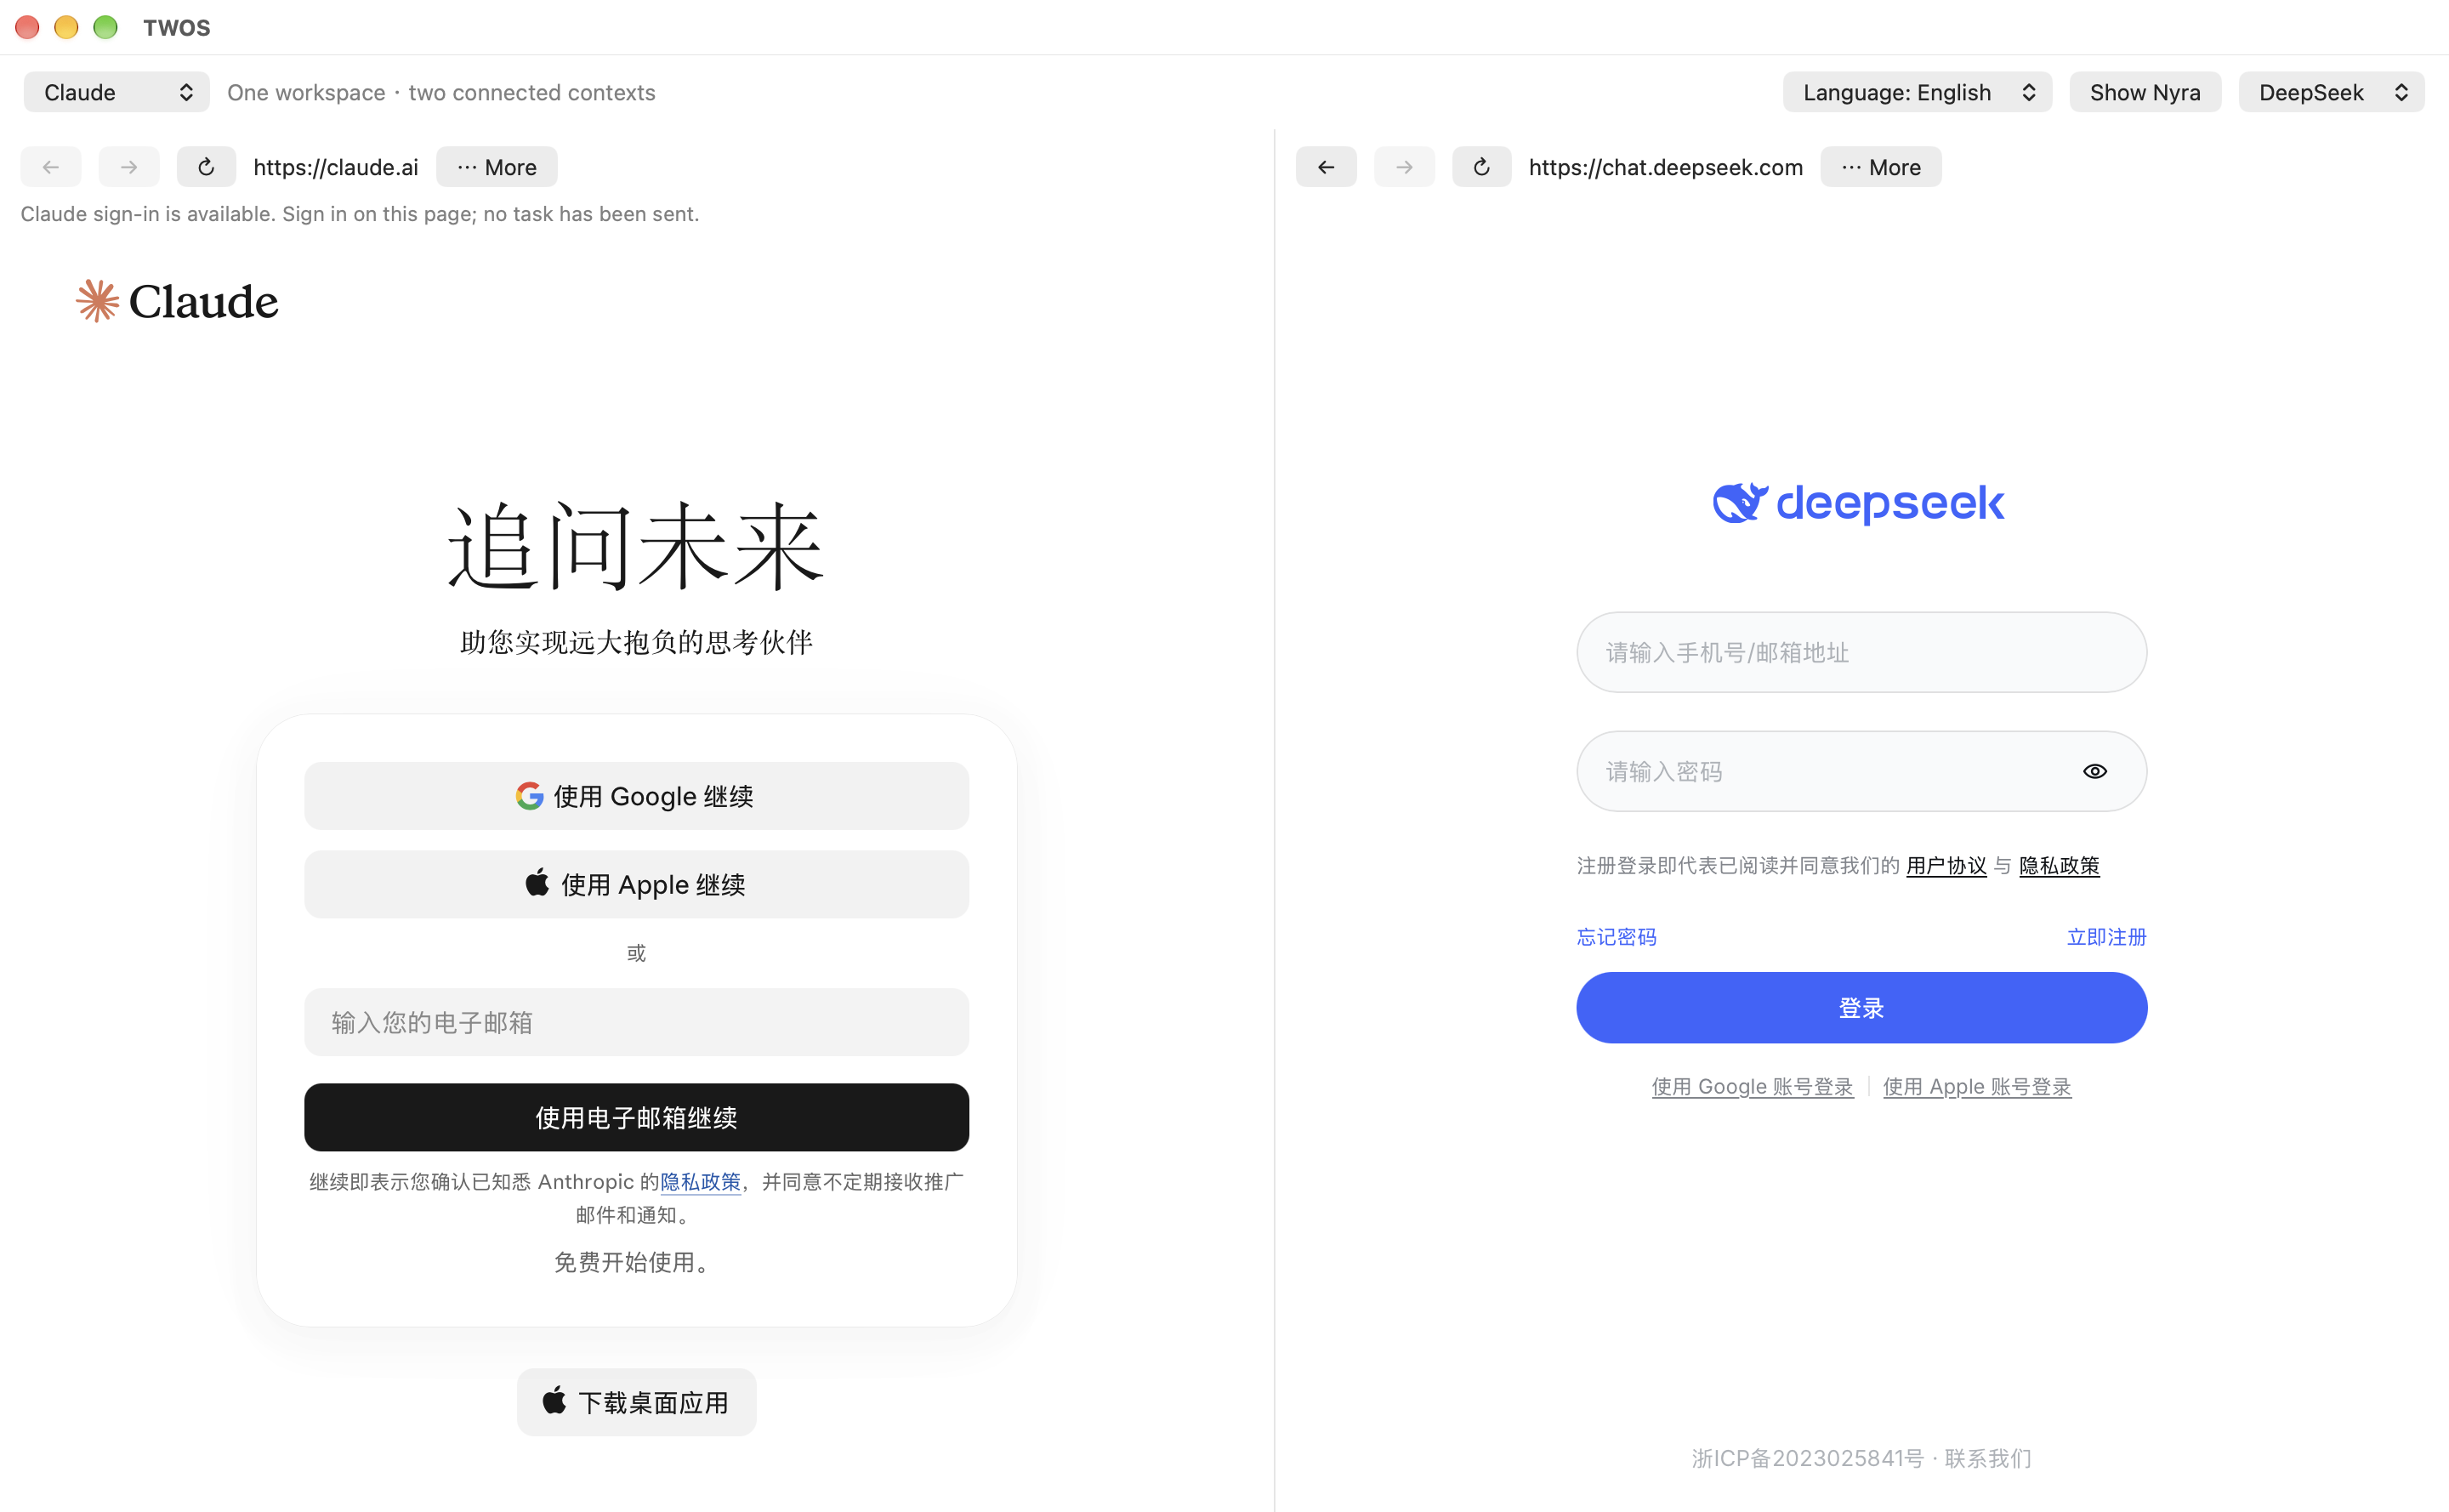 TWOS
Claude
One workspace · two connected contexts
Language: English
Show Nyra
DeepSeek
https://claude.ai
··· More
Claude sign-in is available. Sign in on this page; no task has been sent.
Claude
追问未来
助您实现远大抱负的思考伙伴
使用 Google 继续
使用 Apple 继续
或
输入您的电子邮箱
使用电子邮箱继续
继续即表示您确认已知悉 Anthropic 的隐私政策，并同意不定期接收推广
邮件和通知。
免费开始使用。
下载桌面应用
https://chat.deepseek.com
··· More
deepseek
请输入手机号/邮箱地址
请输入密码
注册登录即代表已阅读并同意我们的 用户协议 与 隐私政策
忘记密码
立即注册
登录
使用 Google 账号登录
使用 Apple 账号登录
浙ICP备2023025841号 · 联系我们